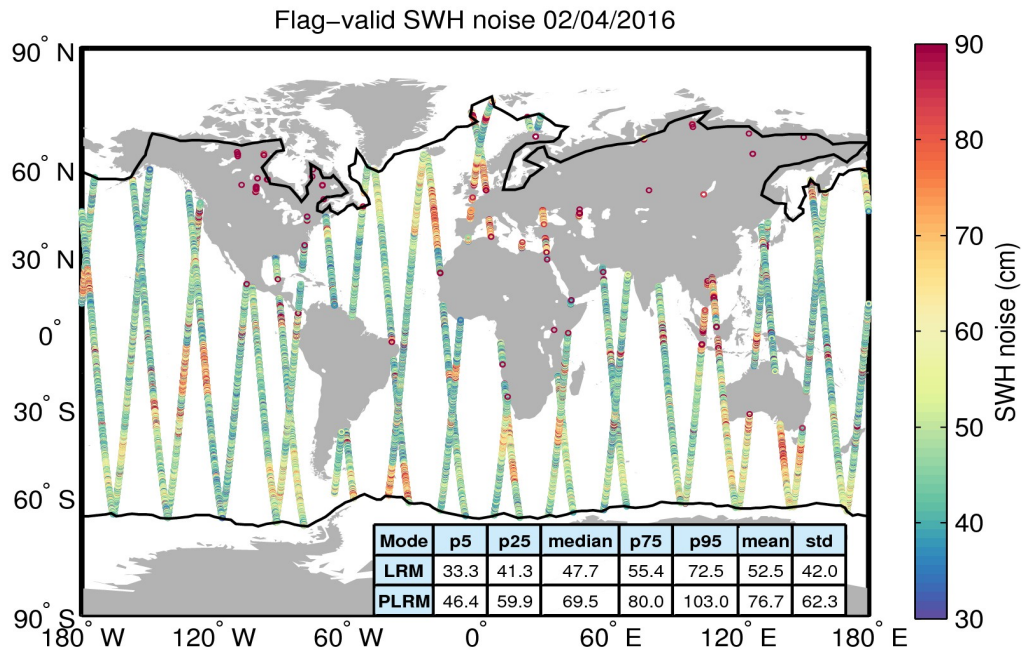 Flag−valid SWH noise 02/04/2016
90° N
60° N
30° N
0°
30° S
60° S
90° S
180° W
120° W
60° W
0°
60° E
120° E
180° E
Mode p5 p25 median p75 p95 mean std
LRM 33.3 41.3 47.7 55.4 72.5 52.5 42.0
PLRM 46.4 59.9 69.5 80.0 103.0 76.7 62.3
90
80
70
60
50
40
30
SWH noise (cm)